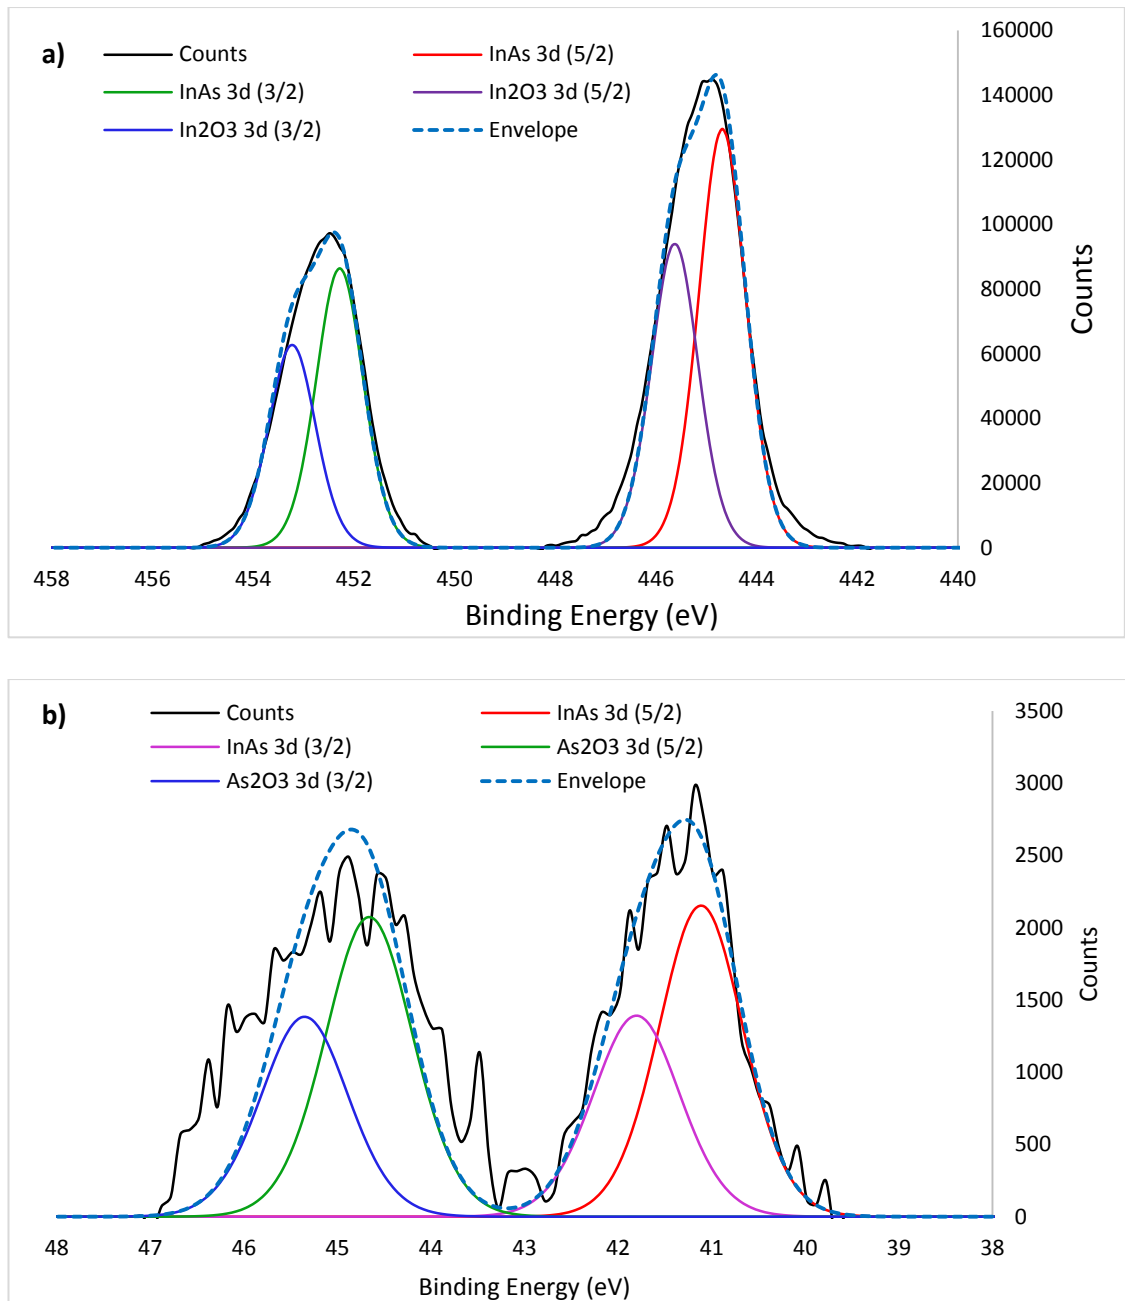 a)
Counts
InAs 3d (5/2)
InAs 3d (3/2)
In2O3 3d (5/2)
In2O3 3d (3/2)
Envelope
160000
140000
120000
100000
80000
60000
40000
20000
0
Counts
458 456 454 452 450 448 446 444 442 440
Binding Energy (eV)
b)
Counts
InAs 3d (5/2)
InAs 3d (3/2)
As2O3 3d (5/2)
As2O3 3d (3/2)
Envelope
3500
3000
2500
2000
1500
1000
500
0
Counts
48 47 46 45 44 43 42 41 40 39 38
Binding Energy (eV)